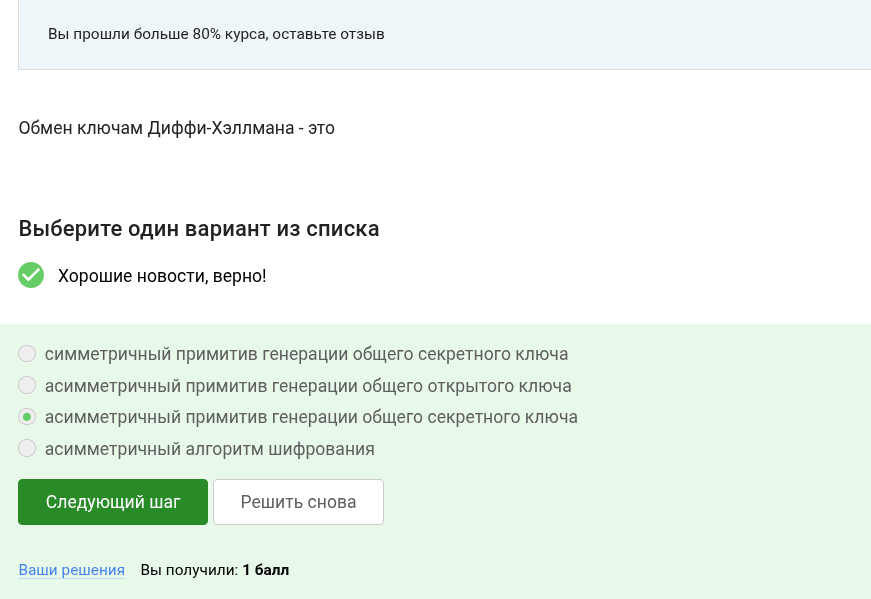 Вы прошли больше 80% курса, оставьте отзыв
Обмен ключам Диффи-Хэллмана - это
Выберите один вариант из списка
Хорошие новости, верно!
симметричный примитив генерации общего секретного ключа
асимметричный примитив генерации общего открытого ключа
асимметричный примитив генерации общего секретного ключа
асимметричный алгоритм шифрования
Следующий шаг Решить снова
Ваши решения Вы получили: 1 балл